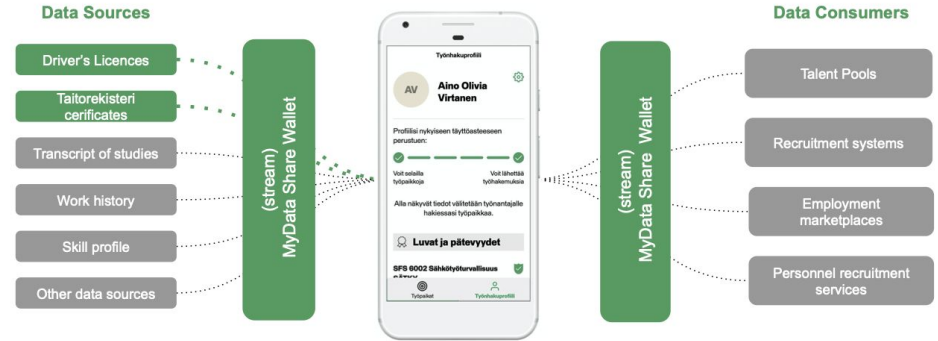 Data Sources
Data Consumers
Driver's Licences
Taitorekisteri
cerificates
Transcript of studies
Work history
Skill profile
Other data sources
(stream)
MyData Share Wallet
Työnhakuprofiili
AV
Aino Olivia
Virtanen
Profiilisi nykyiseen täyttöasteeseen
perustuen:
Voit selailla
työpaikkoja
Voit lähettää
työhakemuksia
Alla näkyvät tiedot välitetään työnantajalle
hakiessasi työpaikkaa.
Luvat ja pätevyydet
SFS 6002 Sähkötyöturvallisuus
Työpaikat
Työnhakuprofiili
(stream)
MyData Share Wallet
Talent Pools
Recruitment systems
Employment
marketplaces
Personnel recruitment
services